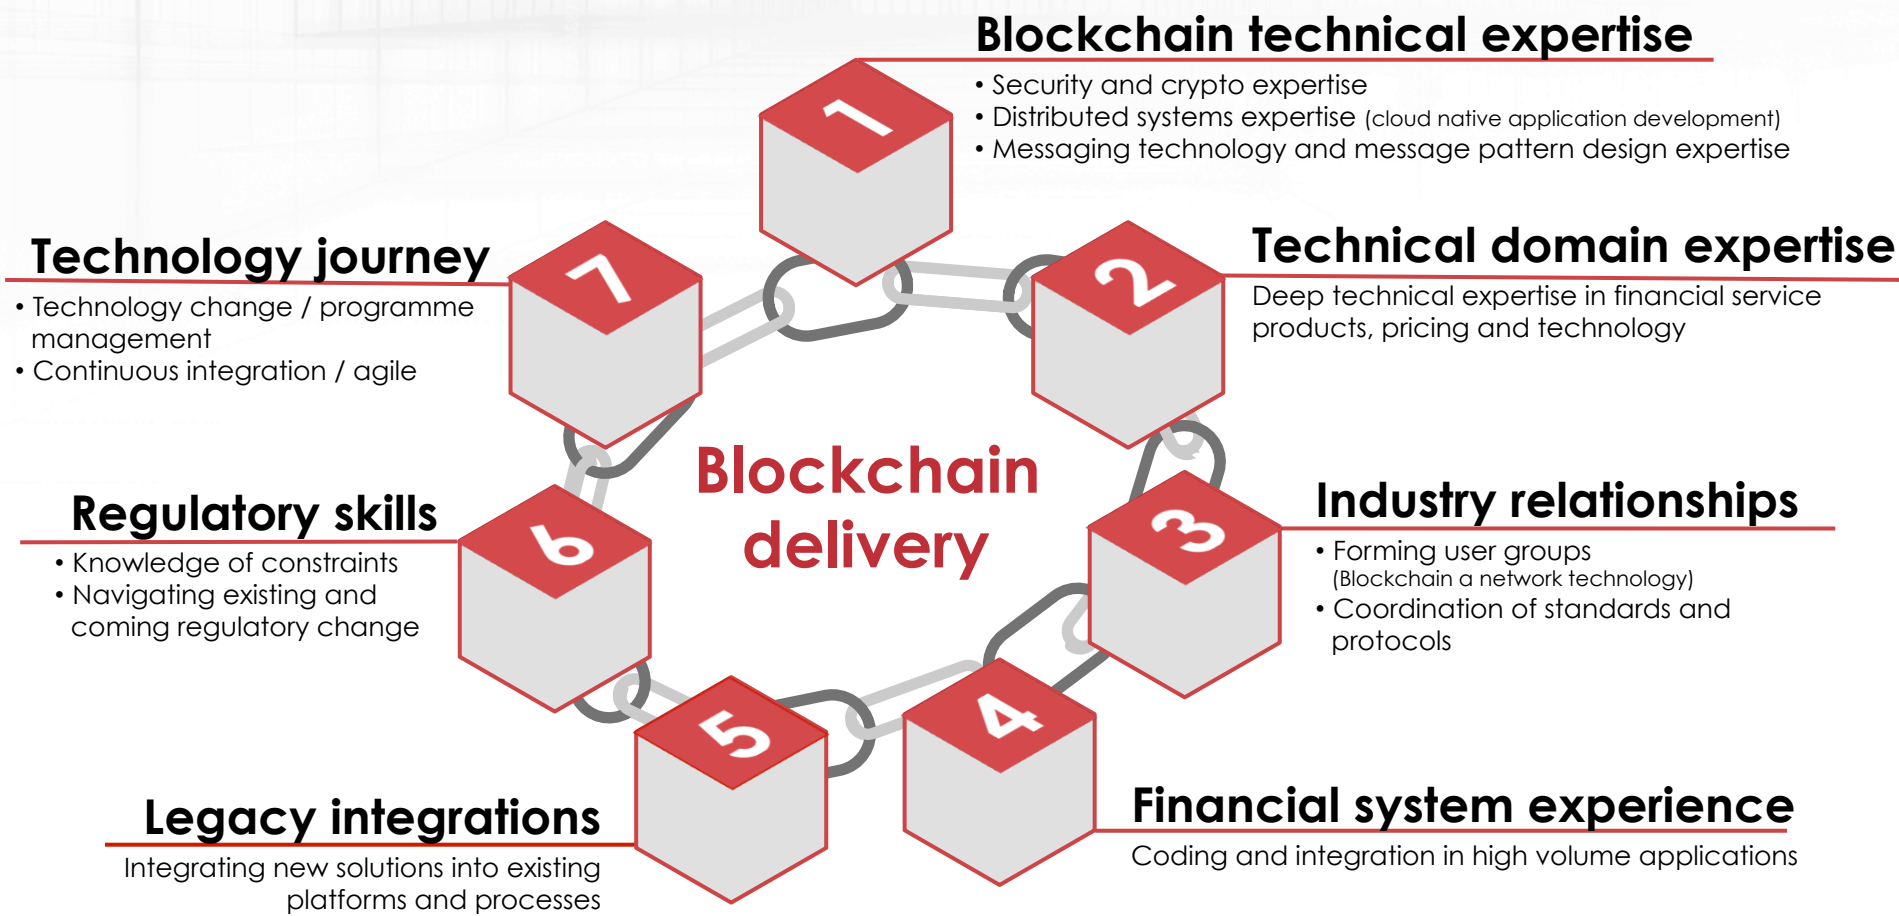 1
Blockchain technical expertise
• Security and crypto expertise
• Distributed systems expertise (cloud native application development)
• Messaging technology and message pattern design expertise
2
Technical domain expertise
Deep technical expertise in financial service
products, pricing and technology
3
Industry relationships
• Forming user groups
(Blockchain a network technology)
• Coordination of standards and
protocols
4
Financial system experience
Coding and integration in high volume applications
5
Legacy integrations
Integrating new solutions into existing
platforms and processes
6
Regulatory skills
• Knowledge of constraints
• Navigating existing and
coming regulatory change
7
Technology journey
• Technology change / programme
management
• Continuous integration / agile
Blockchain
delivery